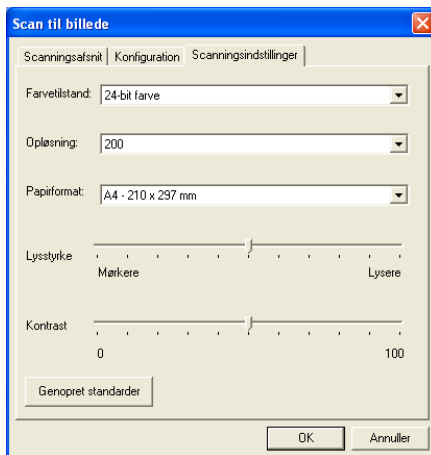 Scan til billede
Scanningsafsnit Konfiguration Scanningsindstillinger
Farvetilstand: 24-bit farve
Opløsning: 200
Papirformat: A4 - 210 x 297 mm
Lysstyrke
Mørkere Lysere
Kontrast
0 100
Genopret standarder
OK Annuller